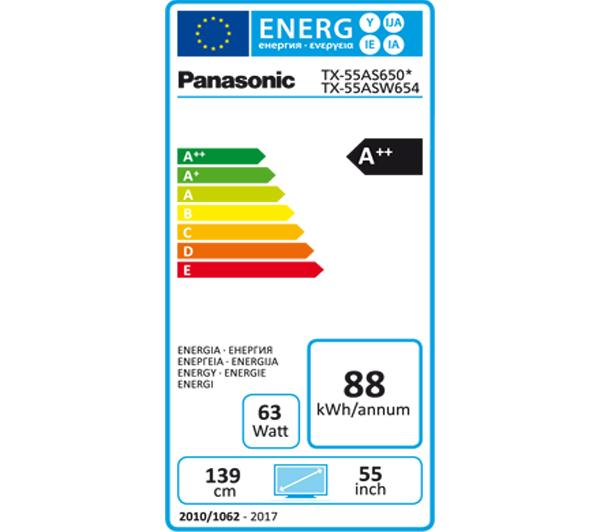 ENERG
енергия · ενεργεια
Y IJA
IE IA
Panasonic
TX-55AS650*
TX-55ASW654
A++
A++
A+
A
B
C
D
E
ENERGIA · ЕНЕРГИЯ
ΕΝΕΡΓΕΙΑ · ENERGIJA
ENERGY · ENERGIE
ENERGI
88
kWh/annum
63
Watt
139
cm
55
inch
2010/1062 - 2017